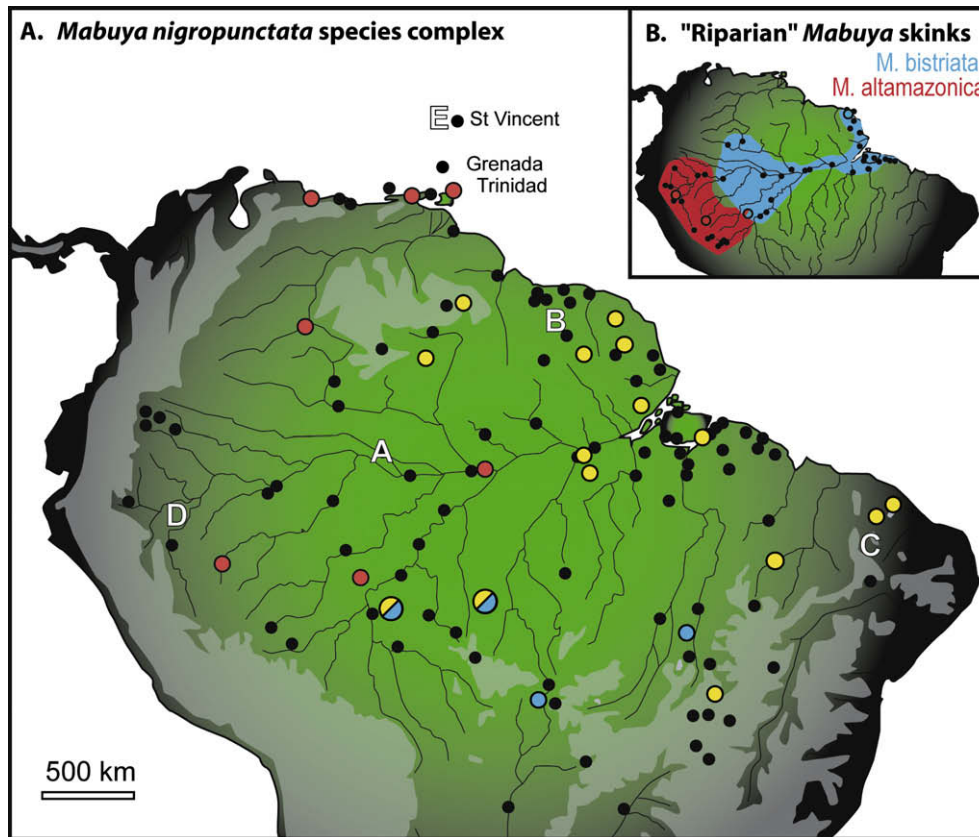 A. Mabuya nigropunctata species complex
B. "Riparian" Mabuya skinks
M. bistriata
M. altamazonica
E St Vincent
Grenada
Trinidad
B
A
D
C
500 km